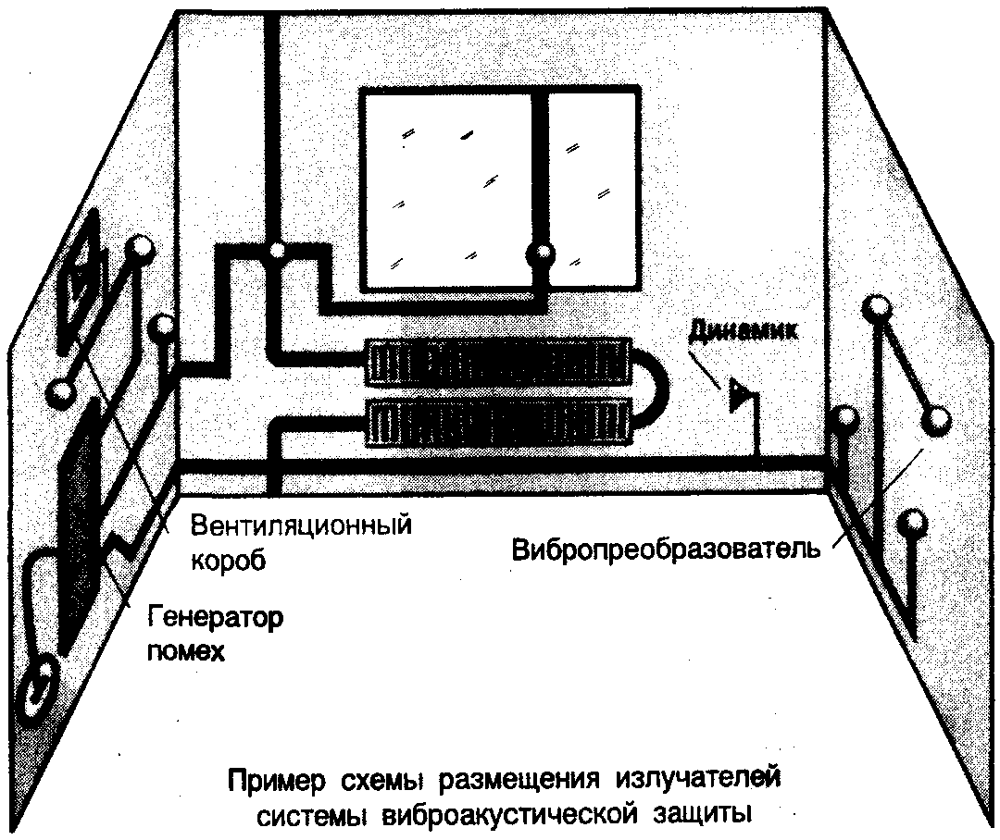 Динамик
Вентиляционный
короб
Вибропреобразователь
Генератор
помех
Пример схемы размещения излучателей
системы виброакустической защиты